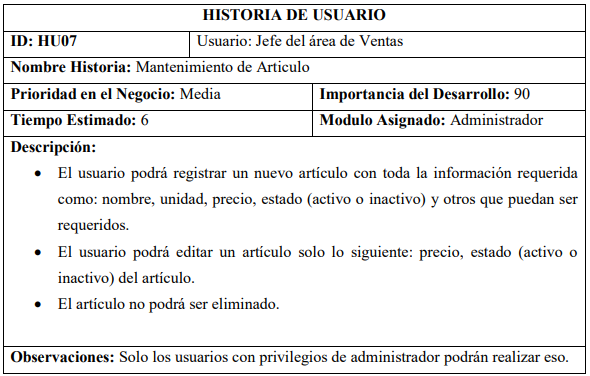 HISTORIA DE USUARIO
ID: HU07 Usuario: Jefe del área de Ventas
Nombre Historia: Mantenimiento de Articulo
Prioridad en el Negocio: Media Importancia del Desarrollo: 90
Tiempo Estimado: 6 Modulo Asignado: Administrador
Descripción:
• El usuario podrá registrar un nuevo artículo con toda la información requerida
como: nombre, unidad, precio, estado (activo o inactivo) y otros que puedan ser
requeridos.
• El usuario podrá editar un artículo solo lo siguiente: precio, estado (activo o
inactivo) del artículo.
• El artículo no podrá ser eliminado.
Observaciones: Solo los usuarios con privilegios de administrador podrán realizar eso.